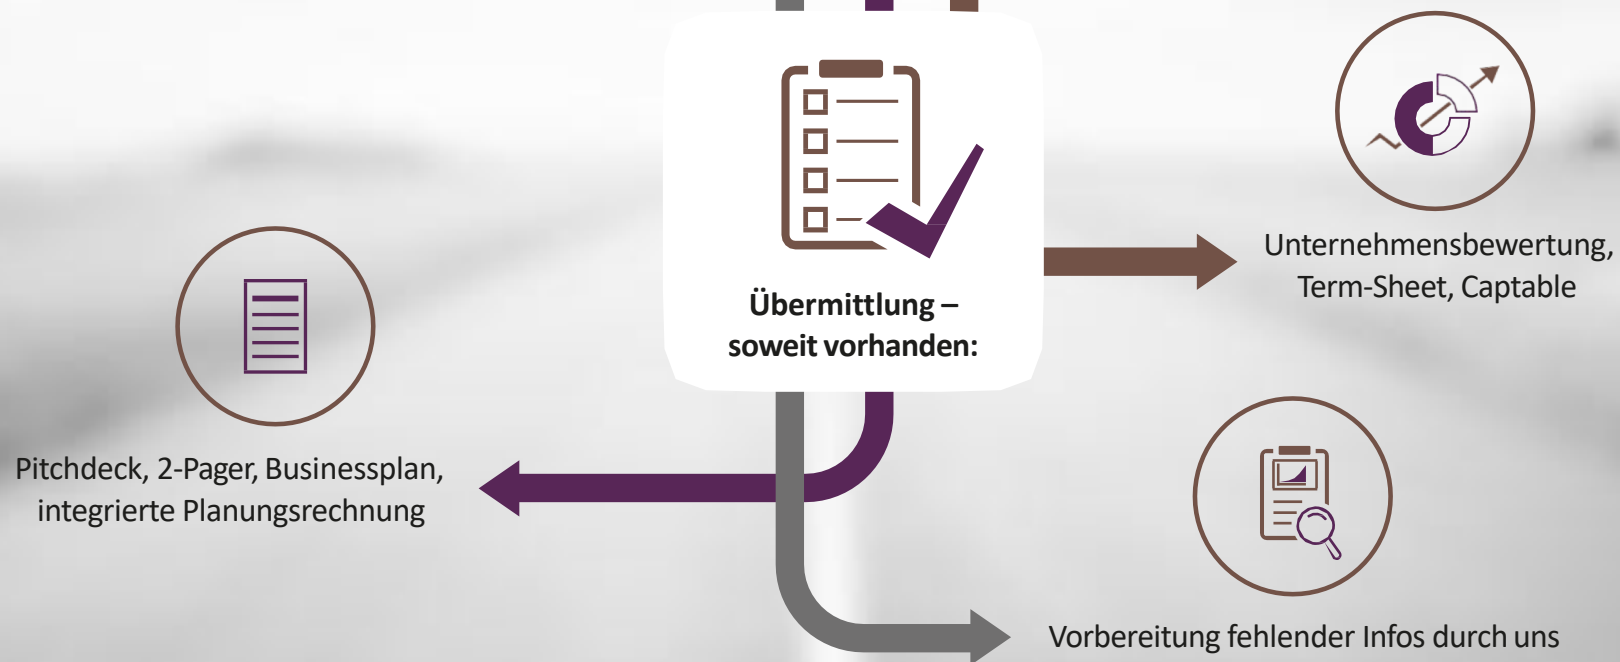 Übermittlung –
soweit vorhanden:
Unternehmensbewertung,
Term-Sheet, Captable
Pitchdeck, 2-Pager, Businessplan,
integrierte Planungsrechnung
Vorbereitung fehlender Infos durch uns